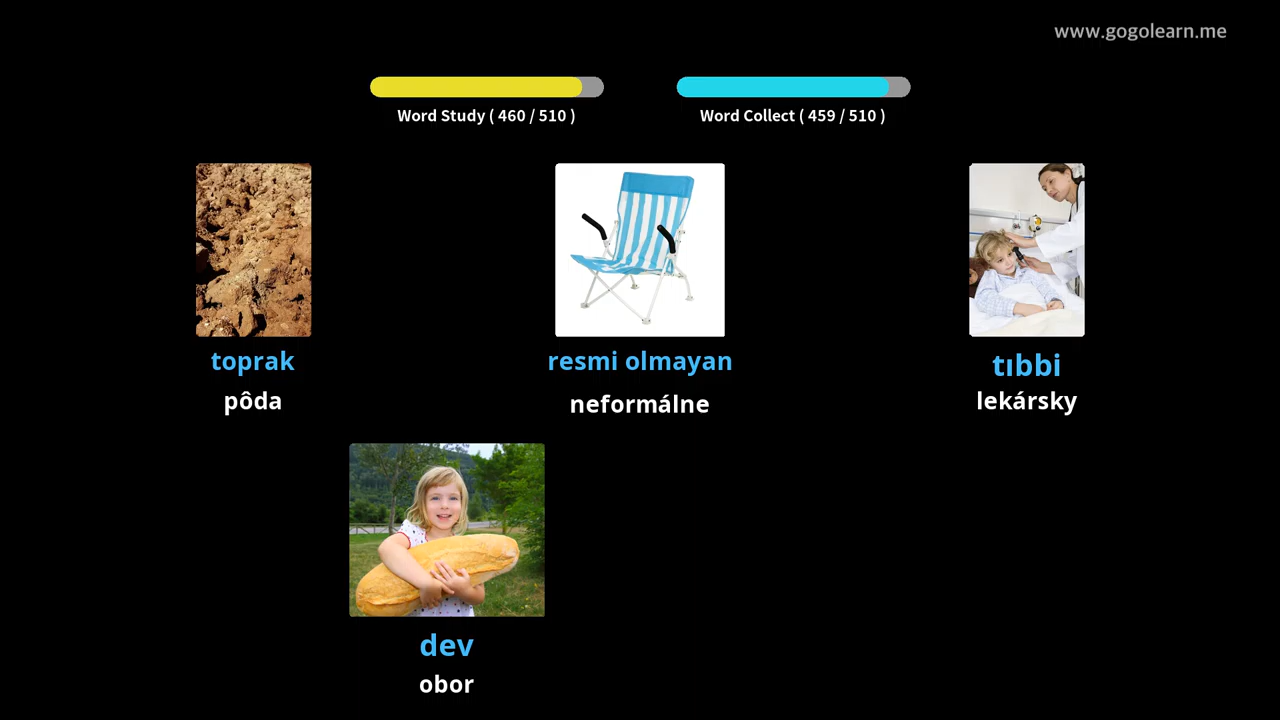 www.gogolearn.me
Word Study ( 460 / 510 )
Word Collect ( 459 / 510 )
toprak
pôda
resmi olmayan
neformálne
tıbbi
lekársky
dev
obor